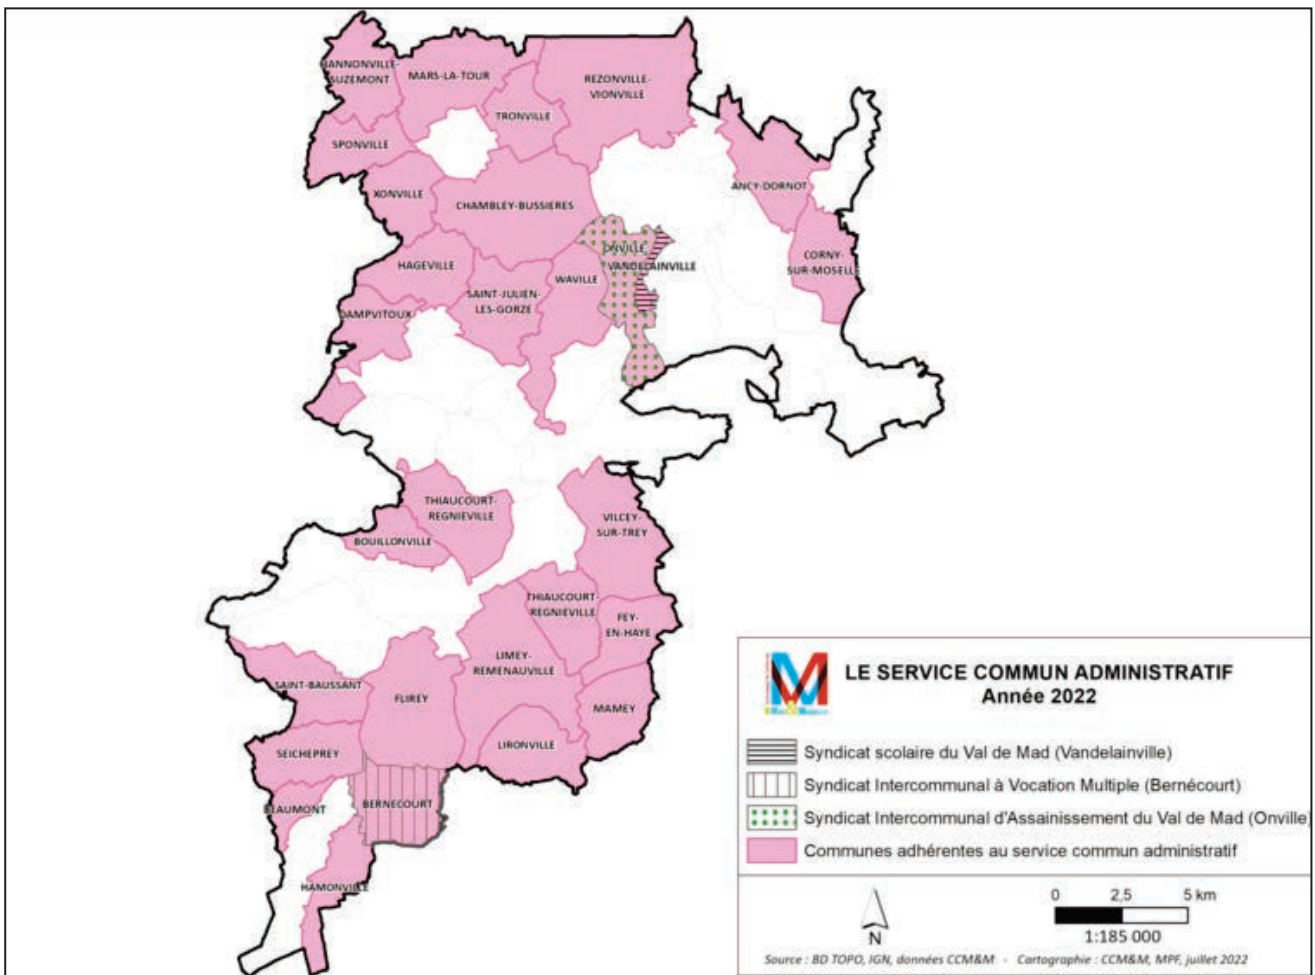 HANNONVILLE-
SUZEMONT
MARS-LA-TOUR
REZONVILLE-
VIONVILLE
TRONVILLE
SPONVILLE
ANCY-DORNOT
XONVILLE
CHAMBLEY-BUSSIERES
ONVILLE
CORNY-
SUR-MOSELLE
HAGEVILLE
VANDELAINVILLE
WAVILLE
SAINT-JULIEN-
LES-GORZE
DAMPVITOUX
THIAUCOURT-
REGNIEVILLE
VILCEY-
SUR-TREY
BOUILLONVILLE
THIAUCOURT-
REGNIEVILLE
FEY-
EN-HAYE
LIMEY-
REMENAUVILLE
SAINT-BAUSSANT
FLIREY
MAMEY
LIRONVILLE
SEICHEPREY
BEAUMONT
BERNECOURT
HAMONVILLE
LE SERVICE COMMUN ADMINISTRATIF
Année 2022
Syndicat scolaire du Val de Mad (Vandelainville)
Syndicat Intercommunal à Vocation Multiple (Bernécourt)
Syndicat Intercommunal d'Assainissement du Val de Mad (Onville)
Communes adhérentes au service commun administratif
N
0 2,5 5 km
1:185 000
Source : BD TOPO, IGN, données CCM&M - Cartographie : CCM&M, MPF, juillet 2022